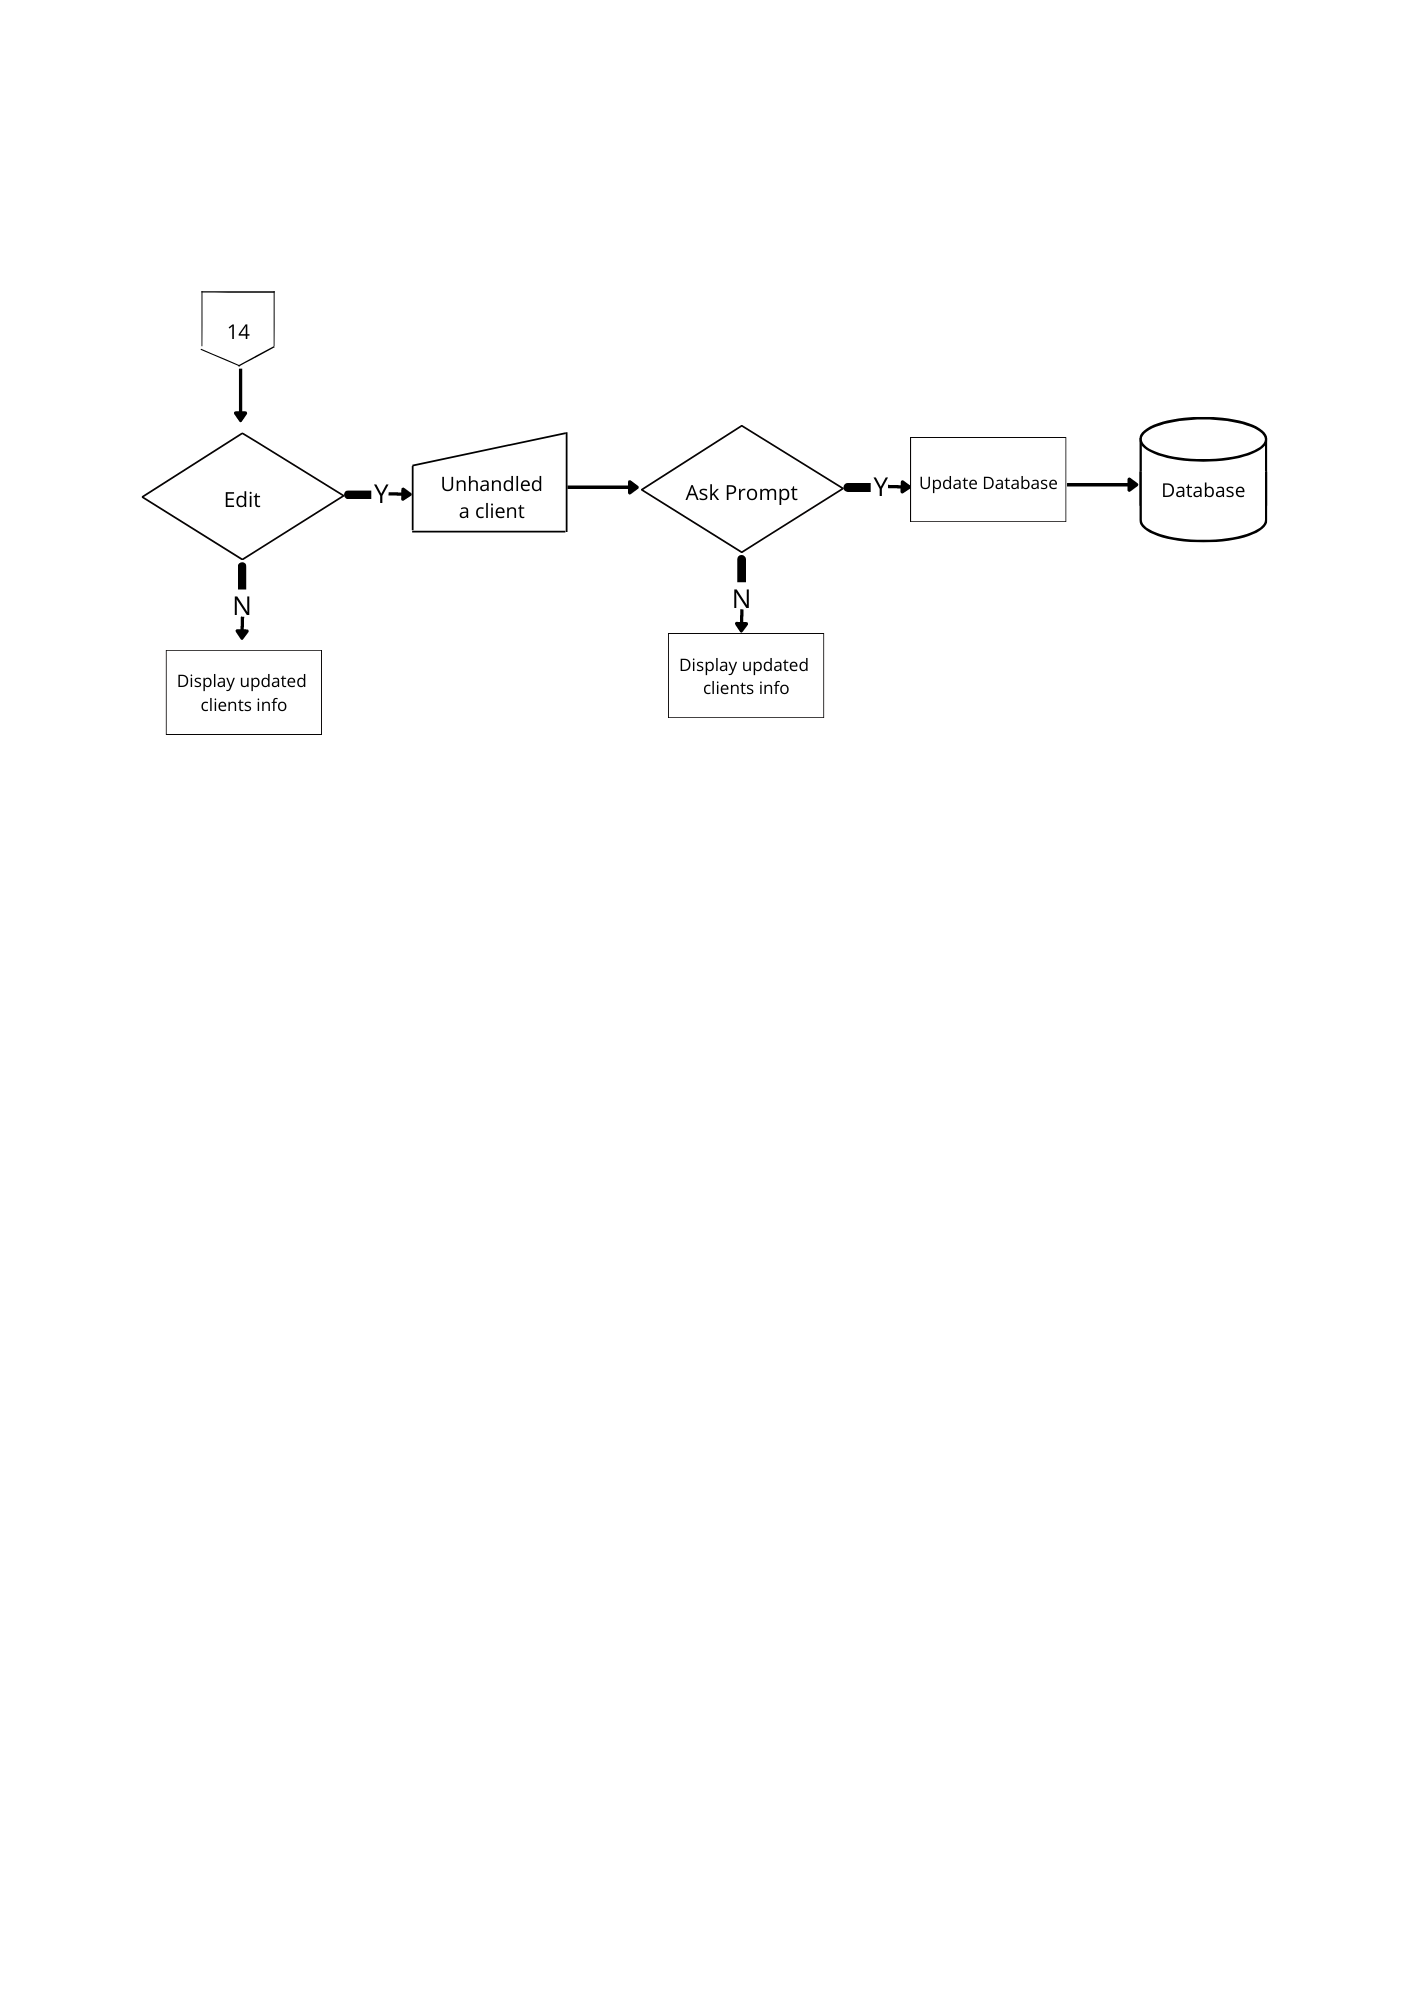 14
Edit
Y
Unhandled
a client
Ask Prompt
Y
Update Database
Database
N
Display updated
clients info
N
Display updated
clients info